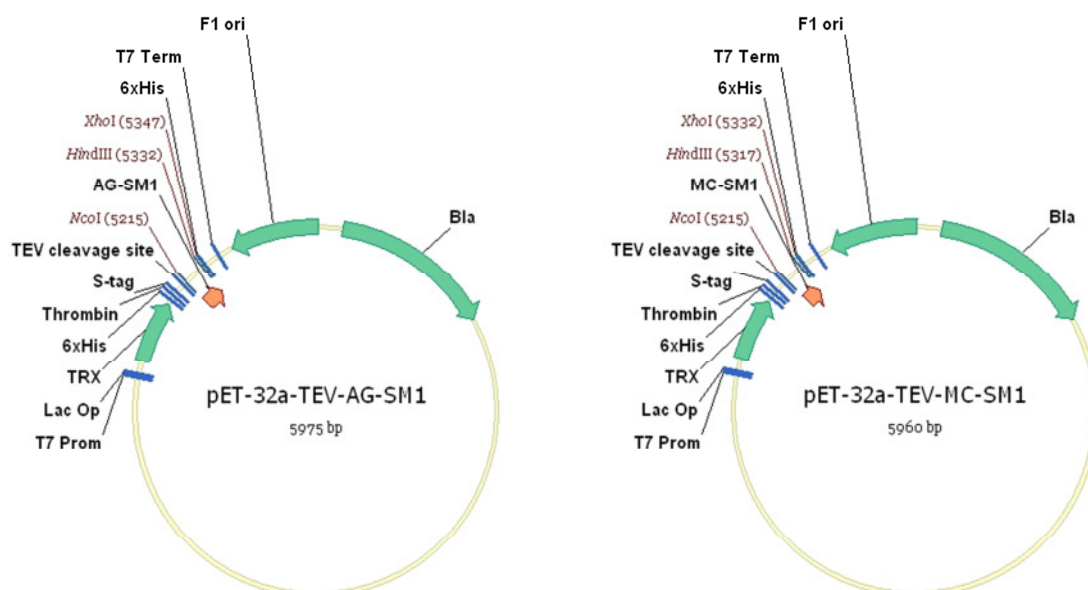 F1 ori
T7 Term
6xHis
XhoI (5347)
HindIII (5332)
AG-SM1
NcoI (5215)
TEV cleavage site
S-tag
Thrombin
6xHis
TRX
Lac Op
T7 Prom
Bla
pET-32a-TEV-AG-SM1
5975 bp
F1 ori
T7 Term
6xHis
XhoI (5332)
HindIII (5317)
MC-SM1
NcoI (5215)
TEV cleavage site
S-tag
Thrombin
6xHis
TRX
Lac Op
T7 Prom
Bla
pET-32a-TEV-MC-SM1
5960 bp